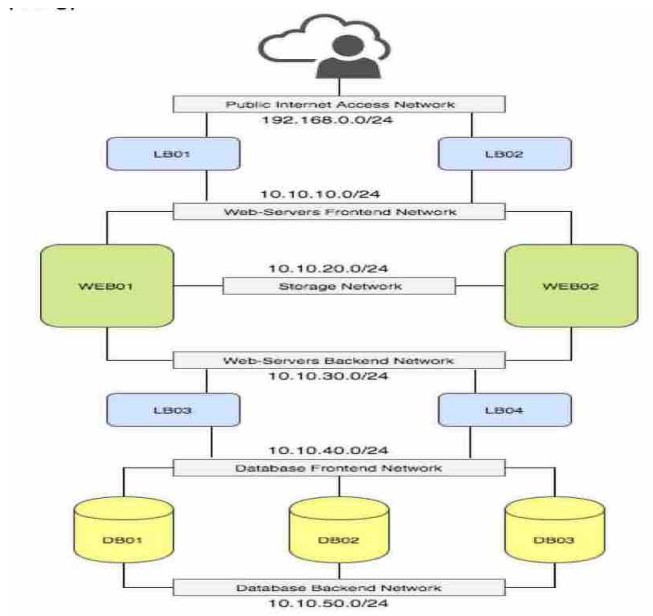 Public Internet Access Network
192.168.0.0/24
LB01 LB02
10.10.10.0/24
Web-Servers Frontend Network
10.10.20.0/24
WEB01 Storage Network WEB02
Web-Servers Backend Network
10.10.30.0/24
LB03 LB04
10.10.40.0/24
Database Frontend Network
DB01 DB02 DB03
Database Backend Network
10.10.50.0/24